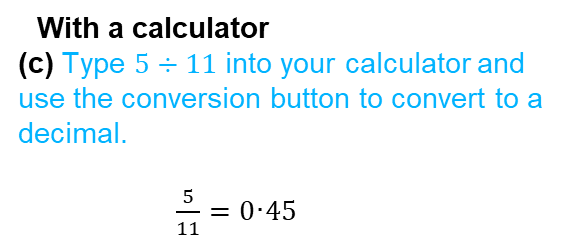 With a calculator
(c) Type 5 ÷ 11 into your calculator and
use the conversion button to convert to a
decimal.
5/11 = 0·45